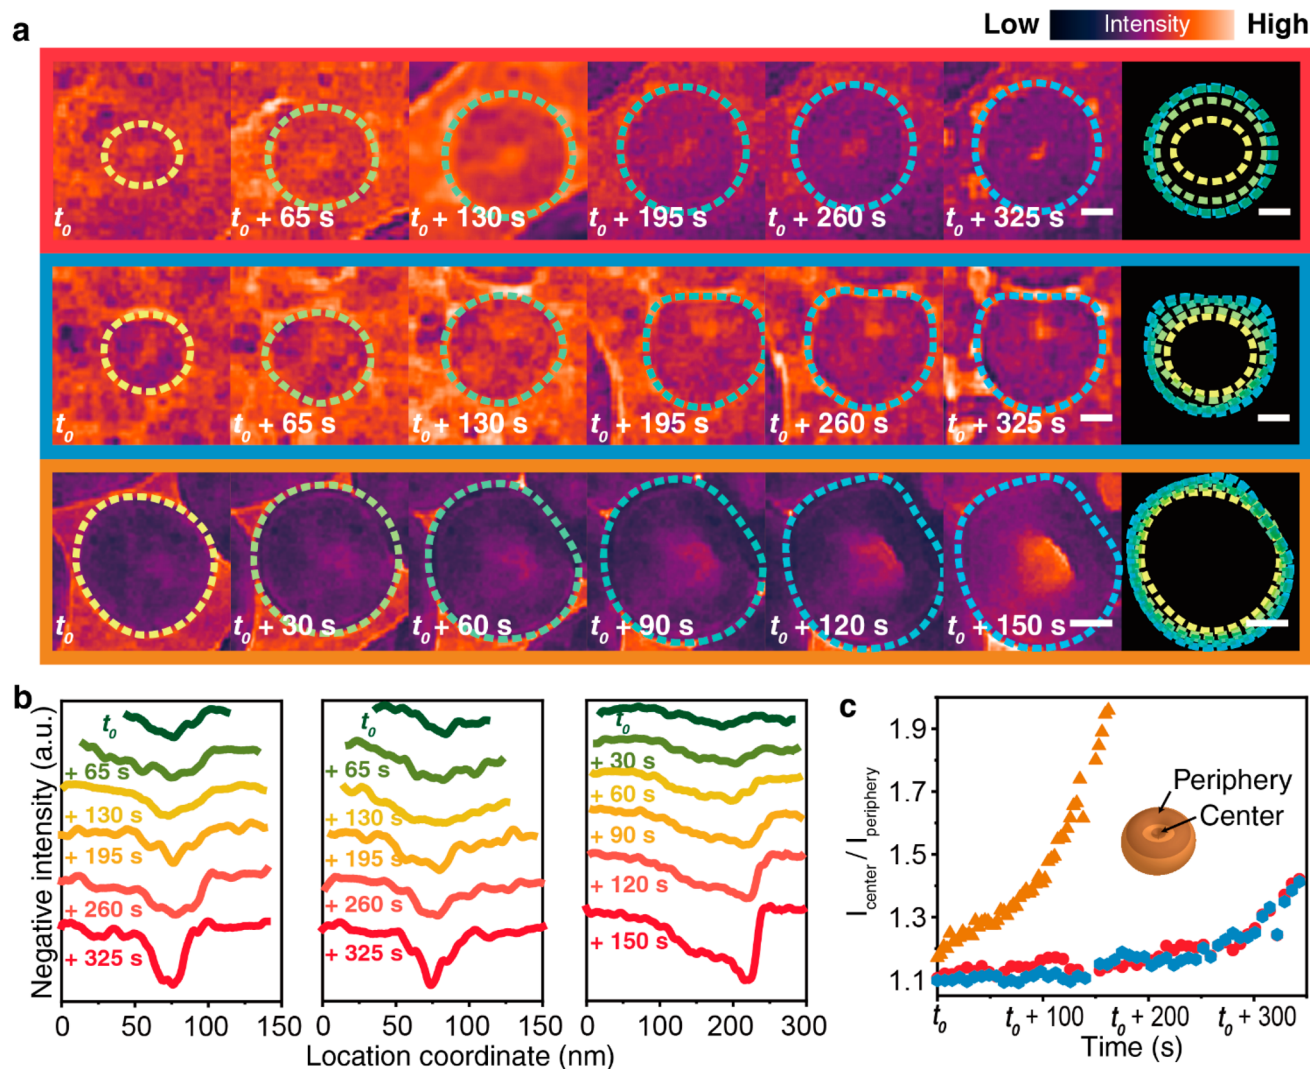 a
Low Intensity High
t0 t0 + 65 s t0 + 130 s t0 + 195 s t0 + 260 s t0 + 325 s
t0 t0 + 65 s t0 + 130 s t0 + 195 s t0 + 260 s t0 + 325 s
t0 t0 + 30 s t0 + 60 s t0 + 90 s t0 + 120 s t0 + 150 s
b
Negative intensity (a.u.)
t0
+ 65 s
+ 130 s
+ 195 s
+ 260 s
+ 325 s
0 50 100 150
t0
+ 65 s
+ 130 s
+ 195 s
+ 260 s
+ 325 s
0 50 100 150
t0
+ 30 s
+ 60 s
+ 90 s
+ 120 s
+ 150 s
0 100 200 300
Location coordinate (nm)
c
Icenter / Iperiphery
1.9
1.7
1.5
1.3
1.1
Periphery
Center
t0 t0 + 100 t0 + 200 t0 + 300
Time (s)